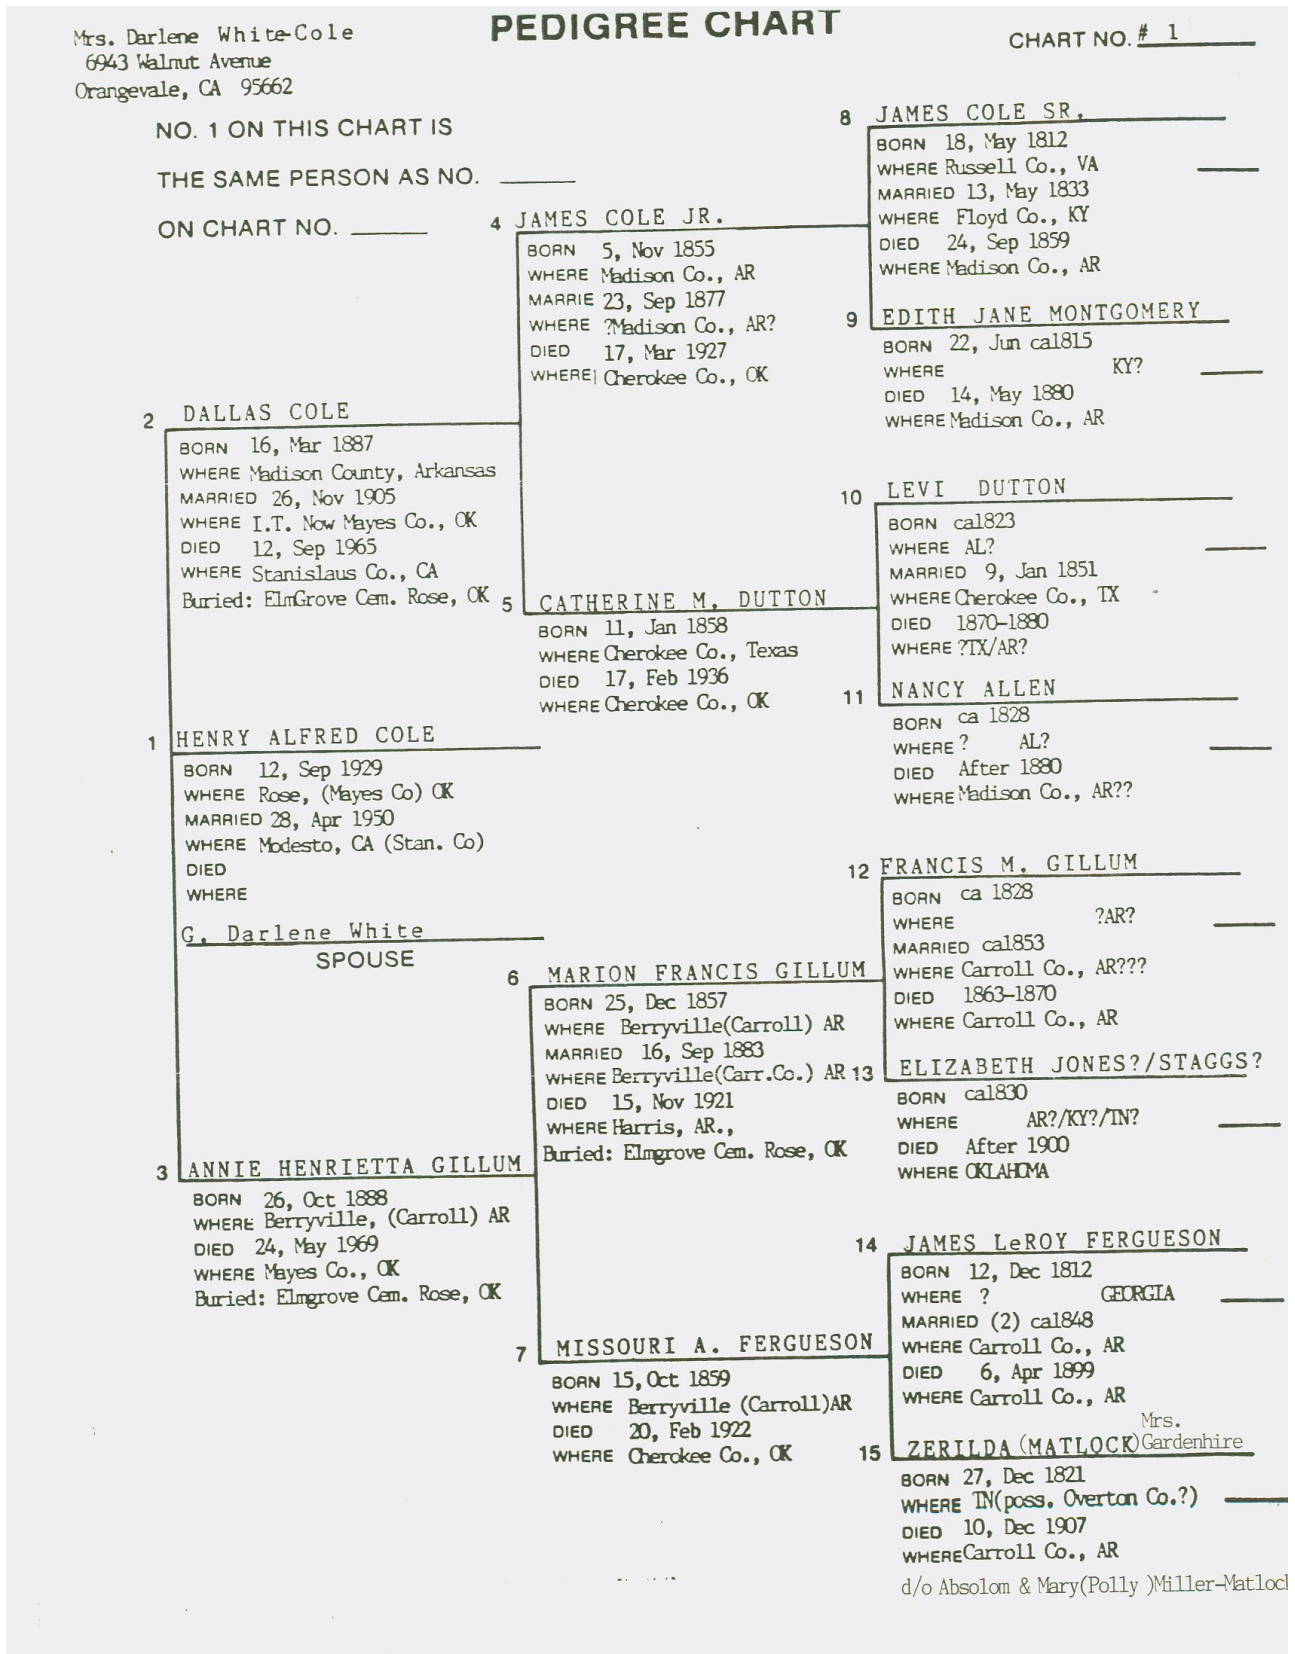 Mrs. Darlene White-Cole
6943 Walnut Avenue
Orangevale, CA 95662
PEDIGREE CHART
CHART NO. # 1
NO. 1 ON THIS CHART IS
THE SAME PERSON AS NO.
ON CHART NO.
1 HENRY ALFRED COLE
BORN 12, Sep 1929
WHERE Rose, (Mayes Co) OK
MARRIED 28, Apr 1950
WHERE Modesto, CA (Stan. Co)
DIED
WHERE
G. Darlene White
SPOUSE
2 DALLAS COLE
BORN 16, Mar 1887
WHERE Madison County, Arkansas
MARRIED 26, Nov 1905
WHERE I.T. Now Mayes Co., OK
DIED 12, Sep 1965
WHERE Stanislaus Co., CA
Buried: ElmGrove Cem. Rose, OK
3 ANNIE HENRIETTA GILLUM
BORN 26, Oct 1888
WHERE Berryville, (Carroll) AR
DIED 24, May 1969
WHERE Mayes Co., OK
Buried: Elmgrove Cem. Rose, OK
4 JAMES COLE JR.
BORN 5, Nov 1855
WHERE Madison Co., AR
MARRIE 23, Sep 1877
WHERE ?Madison Co., AR?
DIED 17, Mar 1927
WHERE Cherokee Co., OK
5 CATHERINE M. DUTTON
BORN 11, Jan 1858
WHERE Cherokee Co., Texas
DIED 17, Feb 1936
WHERE Cherokee Co., OK
6 MARION FRANCIS GILLUM
BORN 25, Dec 1857
WHERE Berryville(Carroll) AR
MARRIED 16, Sep 1883
WHERE Berryville(Carr.Co.) AR
DIED 15, Nov 1921
WHERE Harris, AR.,
Buried: Elmgrove Cem. Rose, OK
7 MISSOURI A. FERGUESON
BORN 15, Oct 1859
WHERE Berryville (Carroll)AR
DIED 20, Feb 1922
WHERE Cherokee Co., OK
8 JAMES COLE SR.
BORN 18, May 1812
WHERE Russell Co., VA
MARRIED 13, May 1833
WHERE Floyd Co., KY
DIED 24, Sep 1859
WHERE Madison Co., AR
9 EDITH JANE MONTGOMERY
BORN 22, Jun ca1815
WHERE KY?
DIED 14, May 1880
WHERE Madison Co., AR
10 LEVI DUTTON
BORN ca1823
WHERE AL?
MARRIED 9, Jan 1851
WHERE Cherokee Co., TX
DIED 1870-1880
WHERE ?TX/AR?
11 NANCY ALLEN
BORN ca 1828
WHERE ? AL?
DIED After 1880
WHERE Madison Co., AR??
12 FRANCIS M. GILLUM
BORN ca 1828
WHERE ?AR?
MARRIED ca1853
WHERE Carroll Co., AR???
DIED 1863-1870
WHERE Carroll Co., AR
13 ELIZABETH JONES?/STAGGS?
BORN ca1830
WHERE AR?/KY?/TN?
DIED After 1900
WHERE OKLAHOMA
14 JAMES LeROY FERGUESON
BORN 12, Dec 1812
WHERE ? GEORGIA
MARRIED (2) ca1848
WHERE Carroll Co., AR
DIED 6, Apr 1899
WHERE Carroll Co., AR
Mrs.
15 ZERILDA (MATLOCK) Gardenhire
BORN 27, Dec 1821
WHERE TN(poss. Overton Co.?)
DIED 10, Dec 1907
WHERE Carroll Co., AR
d/o Absolom & Mary(Polly )Miller-Matloc